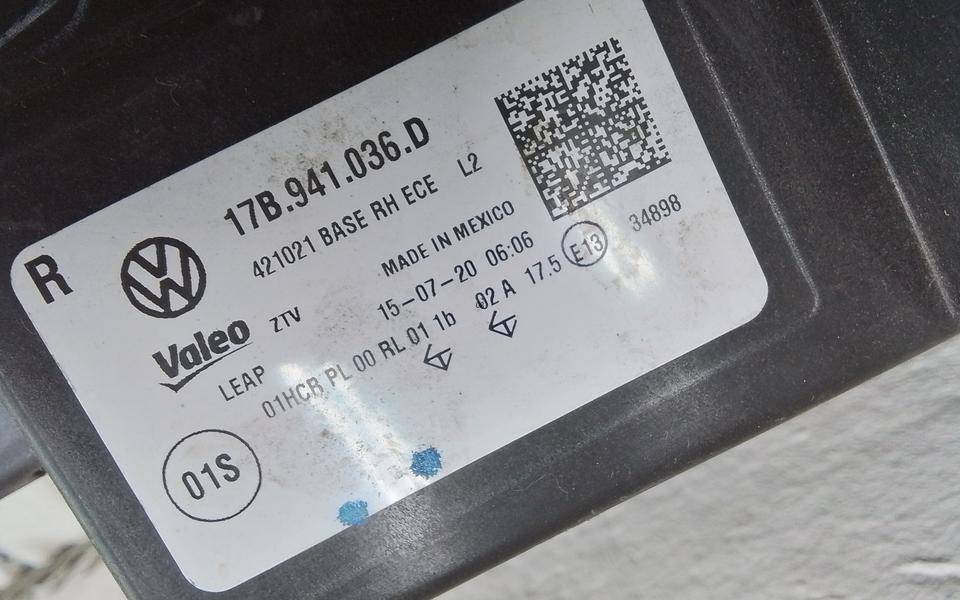 R
17B.941.036.D
421021 BASE RH ECE L2
MADE IN MEXICO
Valeo ZTV 15-07-20 06:06
LEAP
01HCR PL 00 RL 01 1b 02 A 17.5 E13 34898
01S